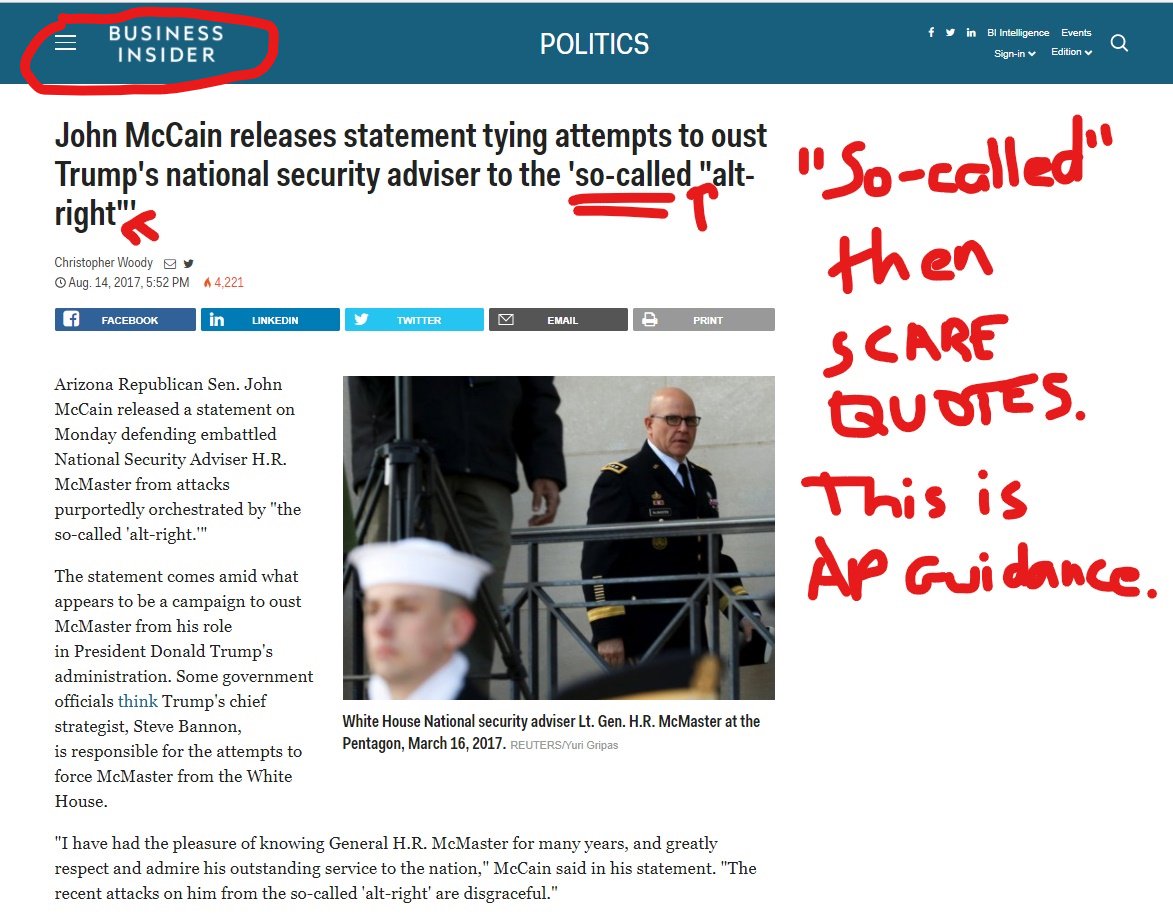 BUSINESS
INSIDER
POLITICS
BI Intelligence Events
Sign-in Edition
John McCain releases statement tying attempts to oust
Trump's national security adviser to the 'so-called "alt-
right"'
Christopher Woody
Aug. 14, 2017, 5:52 PM 4,221
FACEBOOK LINKEDIN TWITTER EMAIL PRINT
Arizona Republican Sen. John
McCain released a statement on
Monday defending embattled
National Security Adviser H.R.
McMaster from attacks
purportedly orchestrated by "the
so-called 'alt-right.'"
The statement comes amid what
appears to be a campaign to oust
McMaster from his role
in President Donald Trump's
administration. Some government
officials think Trump's chief
strategist, Steve Bannon,
is responsible for the attempts to
force McMaster from the White
House.
White House National security adviser Lt. Gen. H.R. McMaster at the
Pentagon, March 16, 2017. REUTERS/Yuri Gripas
"I have had the pleasure of knowing General H.R. McMaster for many years, and greatly
respect and admire his outstanding service to the nation," McCain said in his statement. "The
recent attacks on him from the so-called 'alt-right' are disgraceful."
"So-called"
then
SCARE
QUOTES.
This is
AP Guidance.